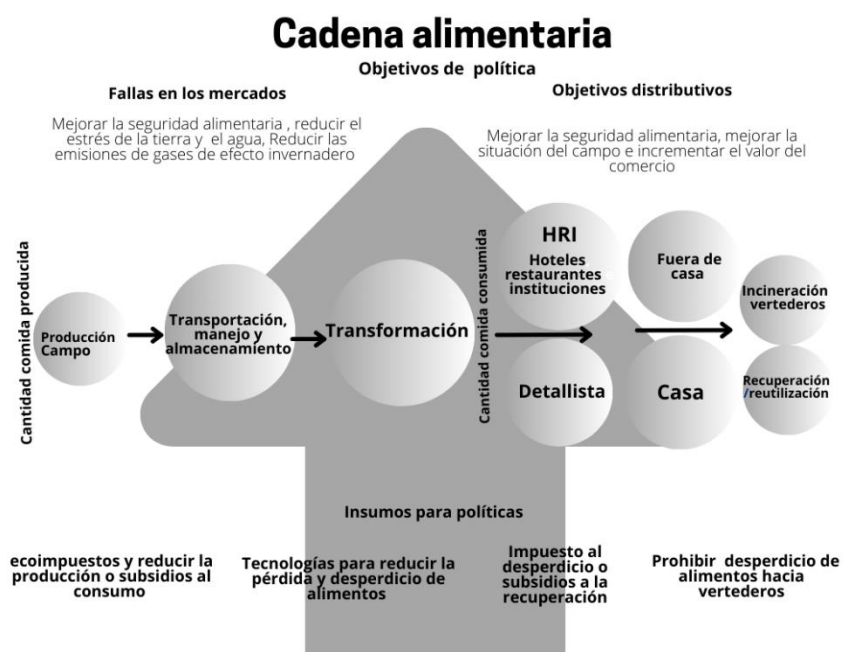 Cadena alimentaria
Objetivos de política
Fallas en los mercados
Mejorar la seguridad alimentaria , reducir el
estrés de la tierra y el agua, Reducir las
emisiones de gases de efecto invernadero
Objetivos distributivos
Mejorar la seguridad alimentaria, mejorar la
situación del campo e incrementar el valor del
comercio
Cantidad comida producida
Producción
Campo
Transportación,
manejo y
almacenamiento
Transformación
Cantidad comida consumida
HRI
Hoteles
restaurantes e
instituciones
Detallista
Fuera de
casa
Casa
Incineración
vertederos
Recuperación
/reutilización
Insumos para políticas
ecoimpuestos y reducir la
producción o subsidios al
consumo
Tecnologías para reducir la
pérdida y desperdicio de
alimentos
Impuesto al
desperdicio o
subsidios a la
recuperación
Prohibir desperdicio de
alimentos hacia
vertederos